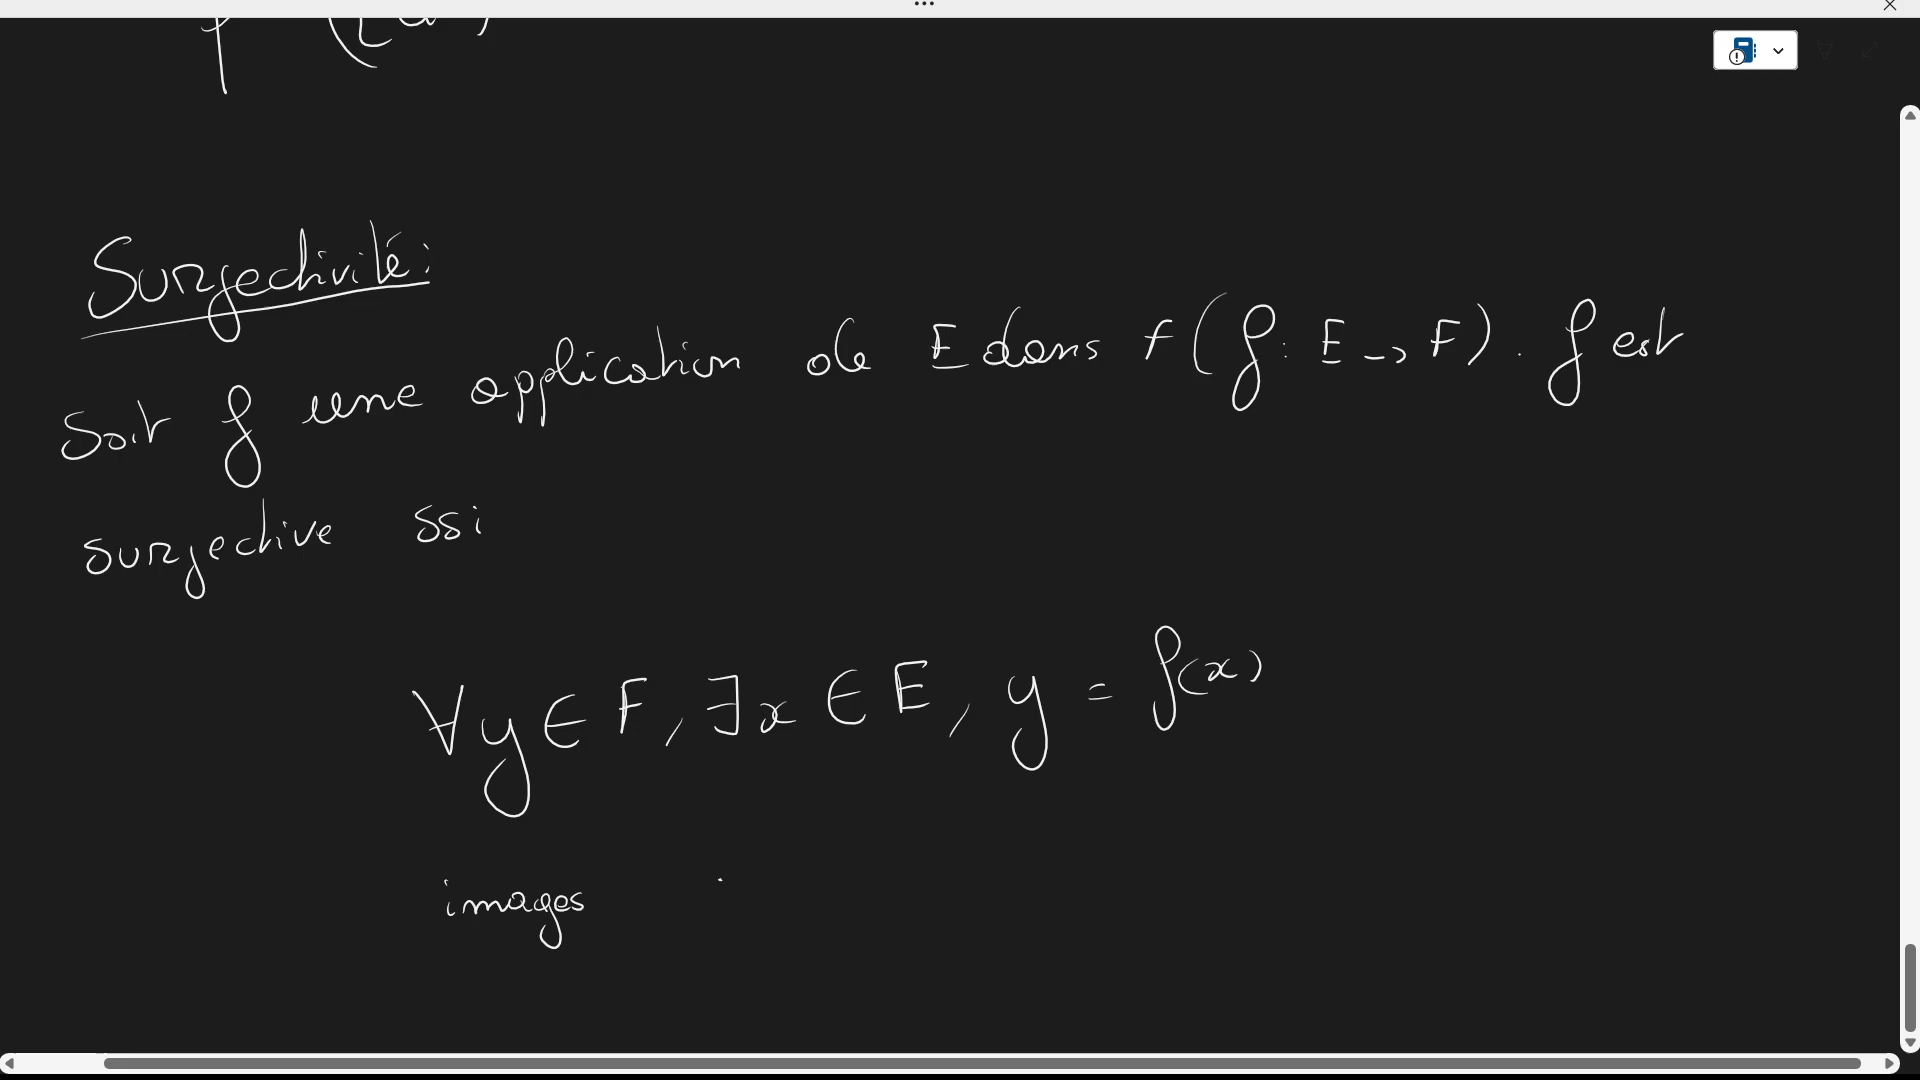 Surjectivité:
Soit f une application de E dans F (f: E → F). f est
surjective ssi
∀y ∈ F, ∃x ∈ E, y = f(x)
images